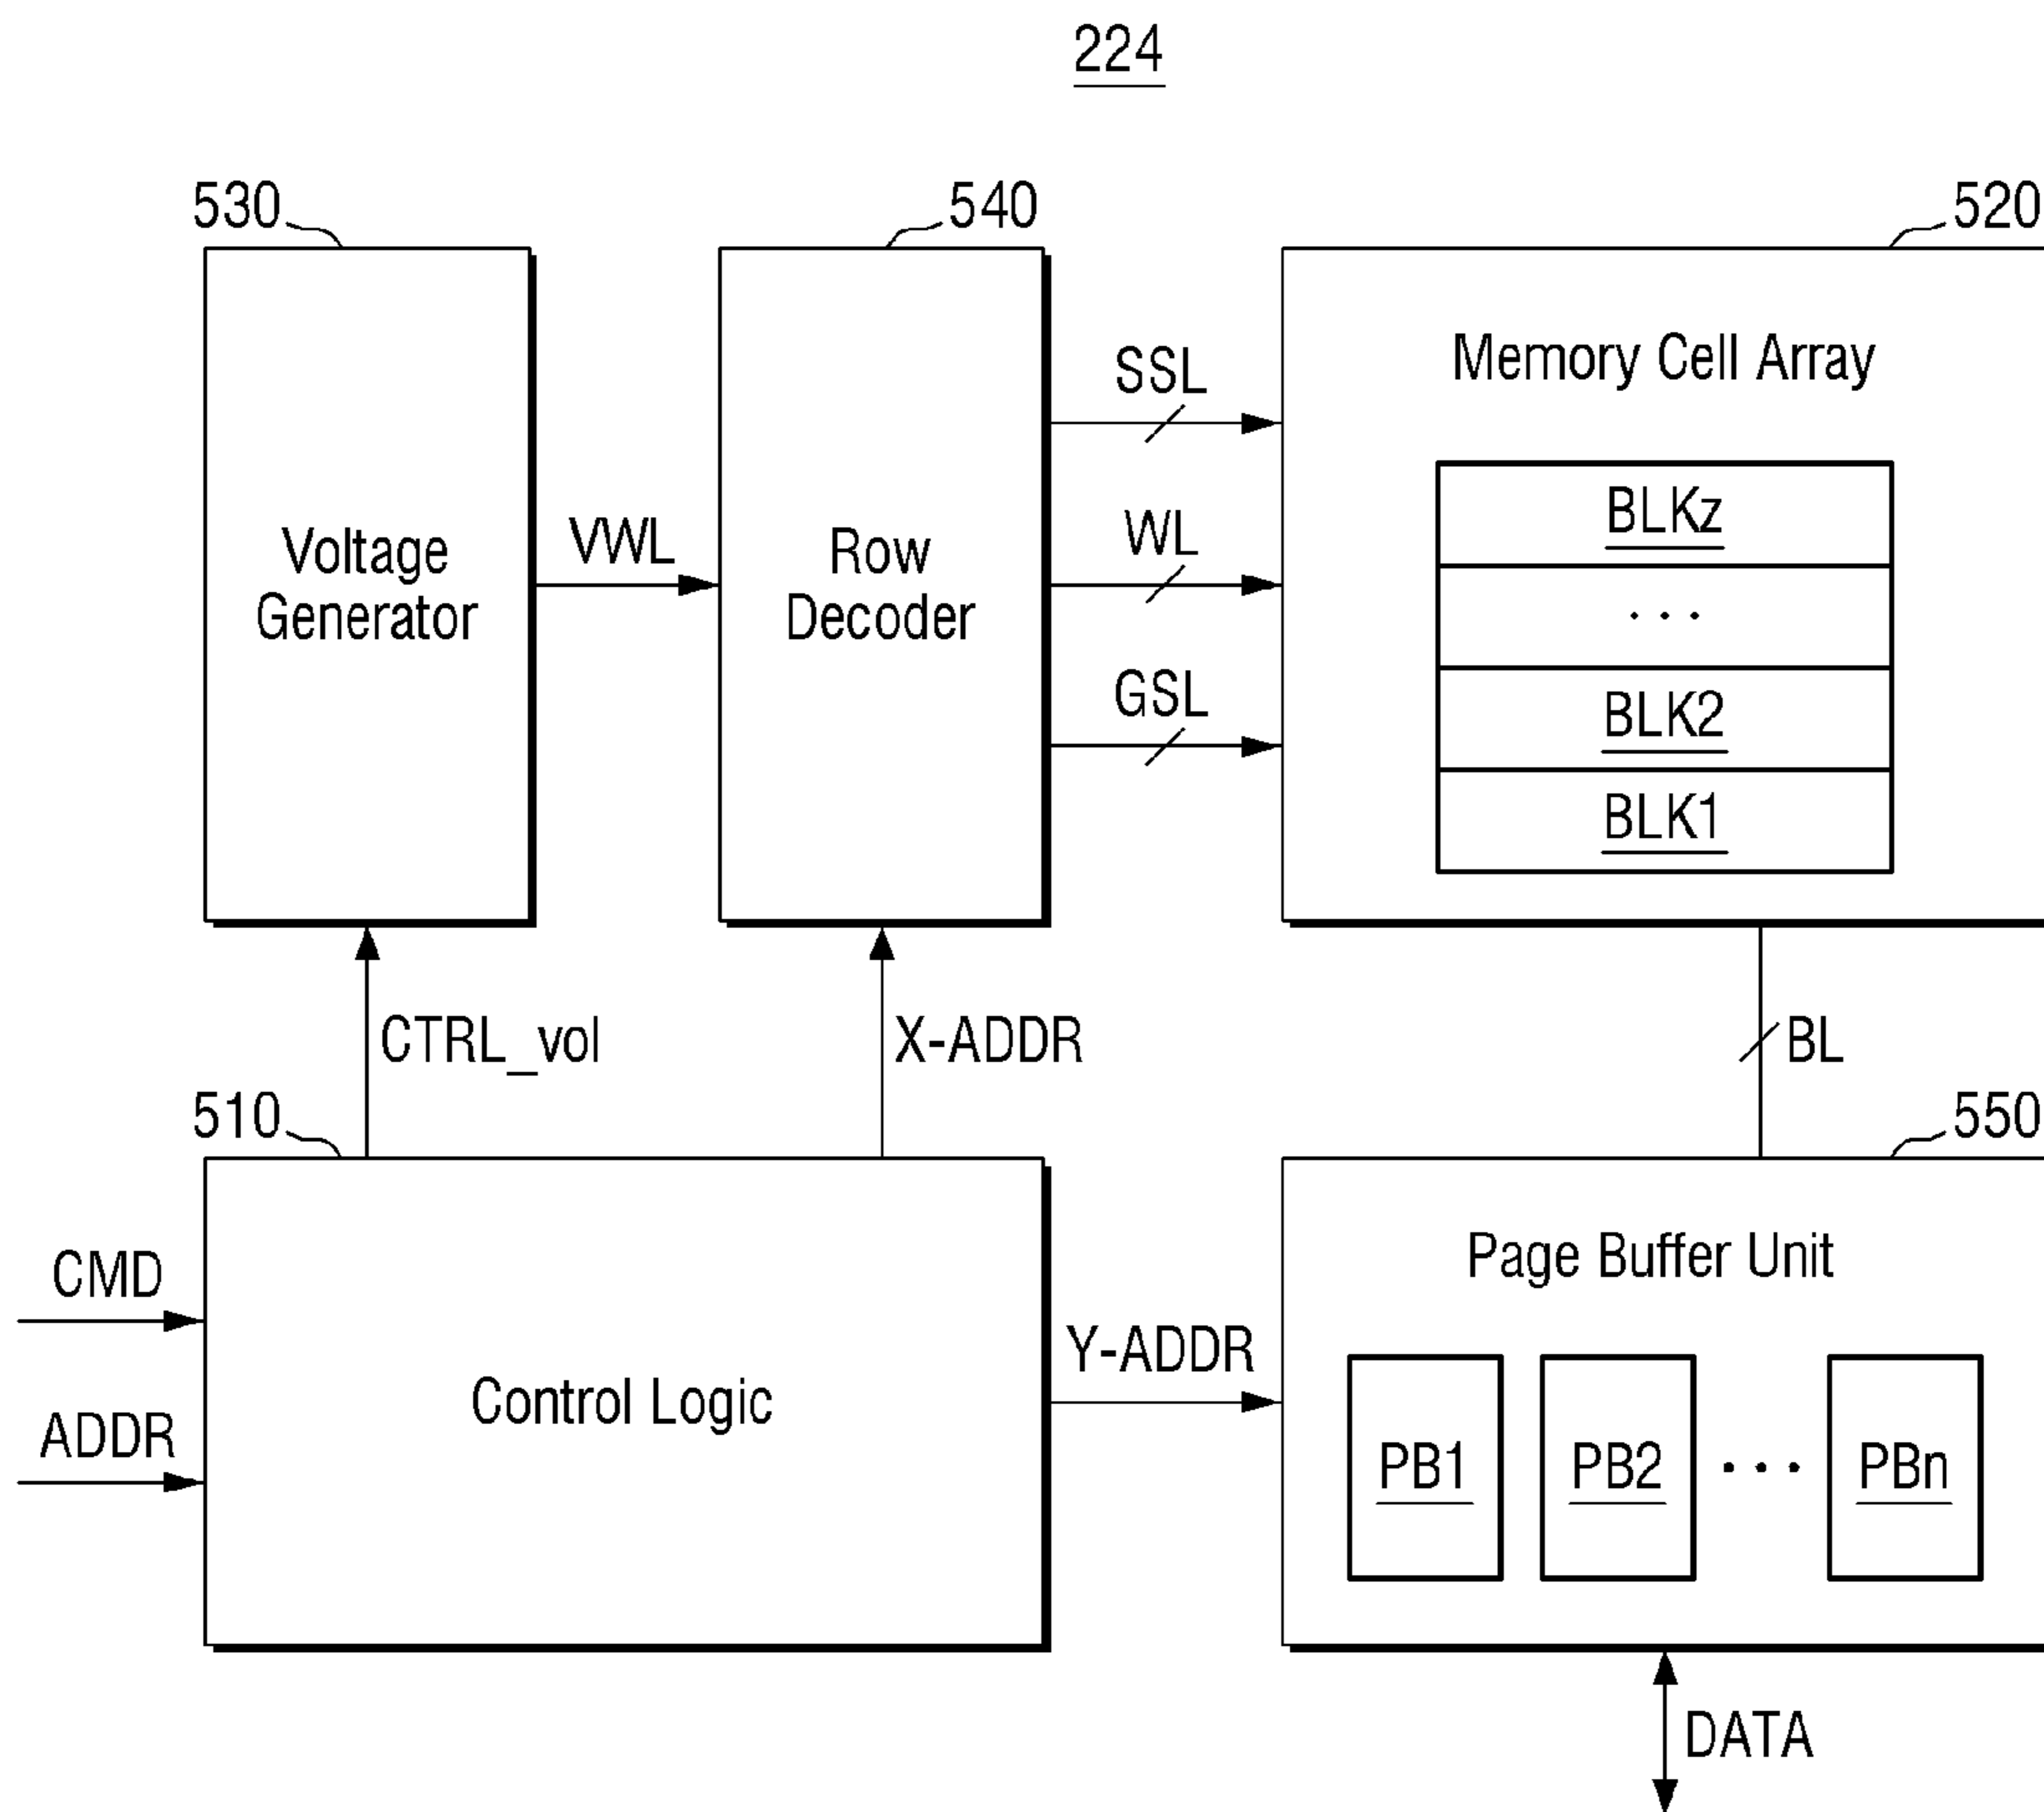 224
530
540
520
Voltage
Generator
VWL
Row
Decoder
SSL
WL
GSL
Memory Cell Array
BLKz
...
BLK2
BLK1
CTRL_vol
X-ADDR
BL
510
550
CMD
ADDR
Control Logic
Y-ADDR
Page Buffer Unit
PB1 PB2 ... PBn
DATA